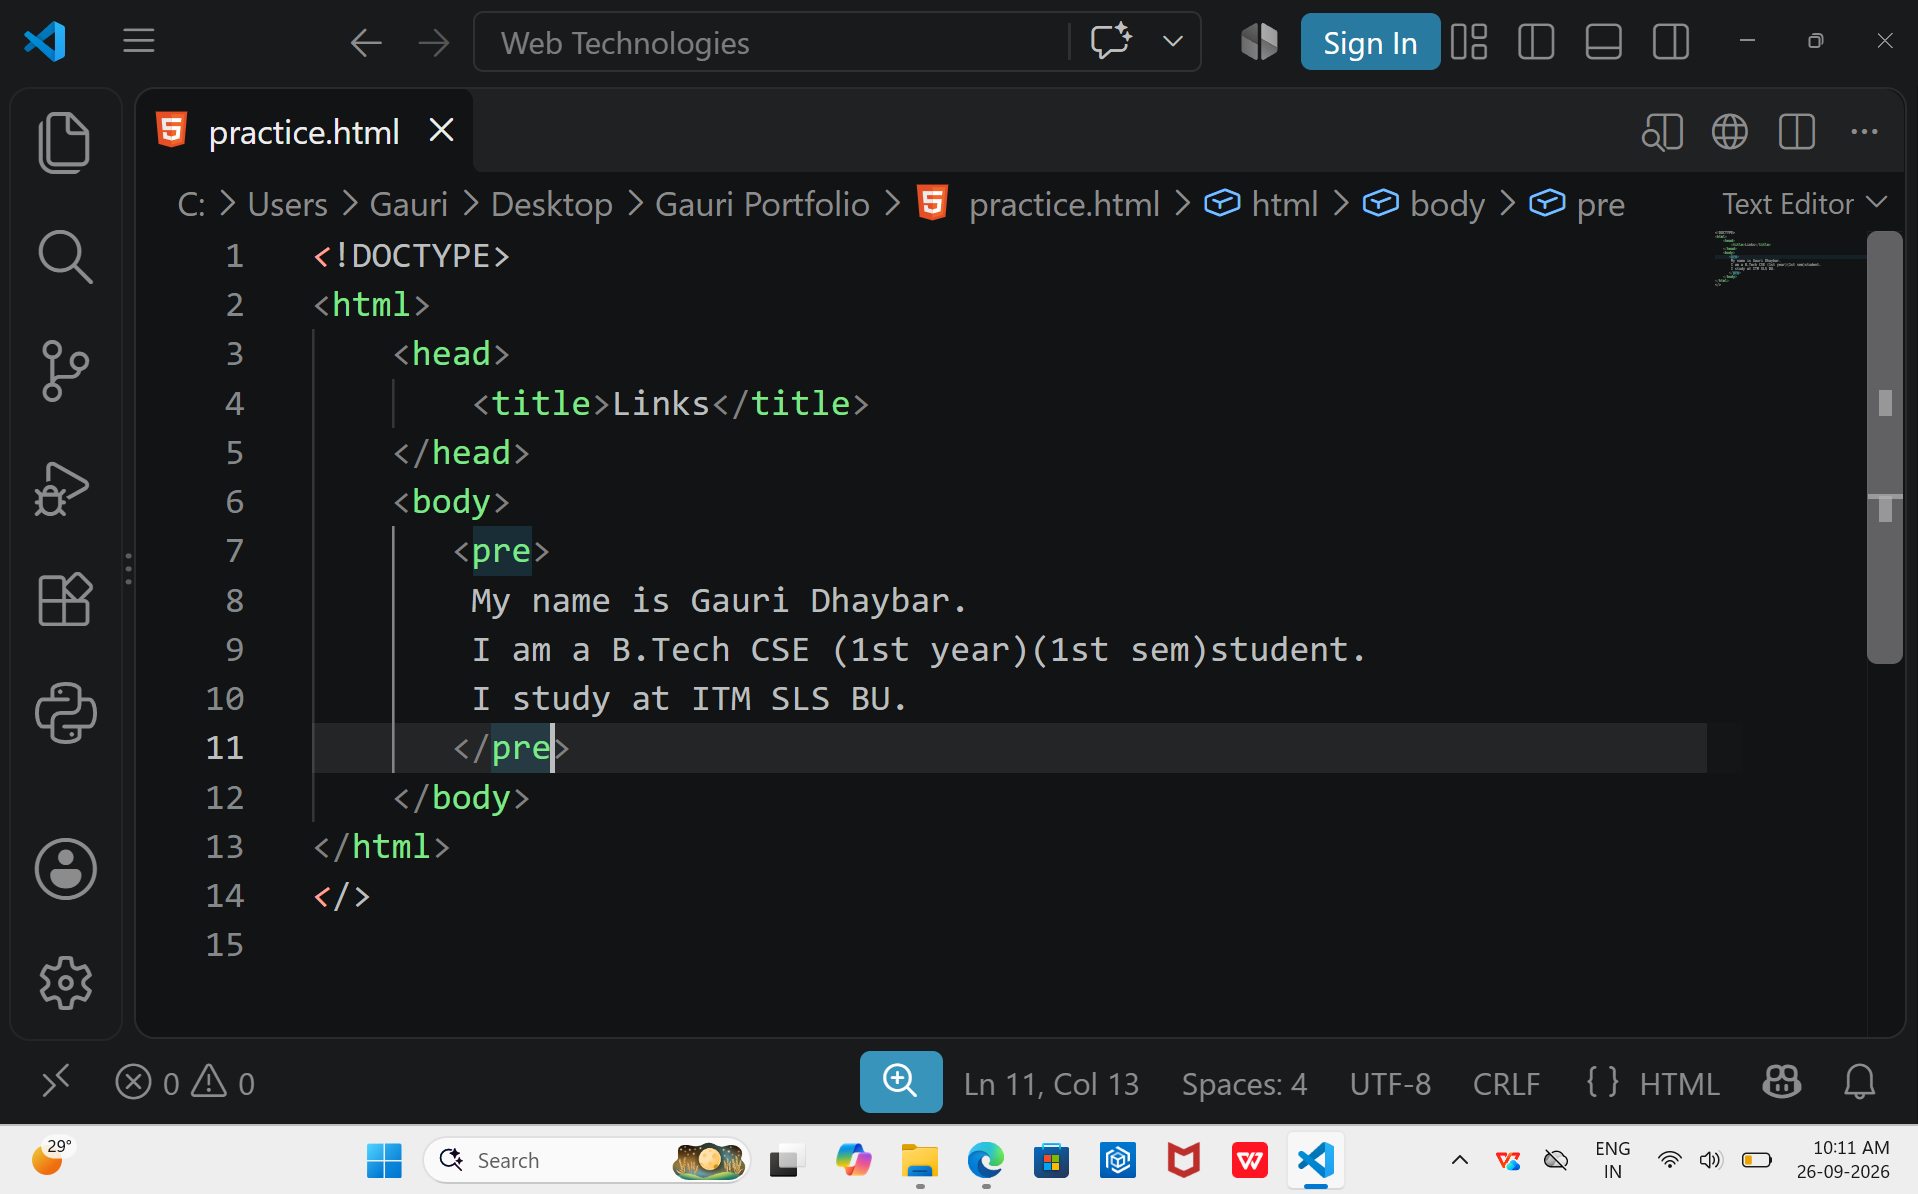 Web Technologies
Sign In
practice.html
C: > Users > Gauri > Desktop > Gauri Portfolio > practice.html > html > body > pre
Text Editor
1 <!DOCTYPE>
2 <html>
3     <head>
4         <title>Links</title>
5     </head>
6     <body>
7        <pre>
8         My name is Gauri Dhaybar.
9         I am a B.Tech CSE (1st year)(1st sem)student.
10         I study at ITM SLS BU.
11        </pre>
12     </body>
13 </html>
14 </>
15
0 0 Ln 11, Col 13 Spaces: 4 UTF-8 CRLF { } HTML
29°
Search
ENG
IN
10:11 AM
26-09-2026